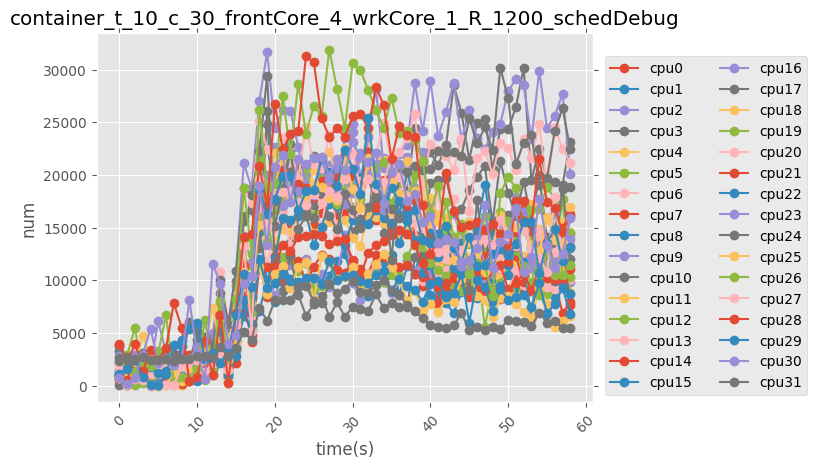 container_t_10_c_30_frontCore_4_wrkCore_1_R_1200_schedDebug
30000
25000
20000
15000
10000
5000
0
num
0
10
20
30
40
50
60
time(s)
cpu0
cpu1
cpu2
cpu3
cpu4
cpu5
cpu6
cpu7
cpu8
cpu9
cpu10
cpu11
cpu12
cpu13
cpu14
cpu15
cpu16
cpu17
cpu18
cpu19
cpu20
cpu21
cpu22
cpu23
cpu24
cpu25
cpu26
cpu27
cpu28
cpu29
cpu30
cpu31